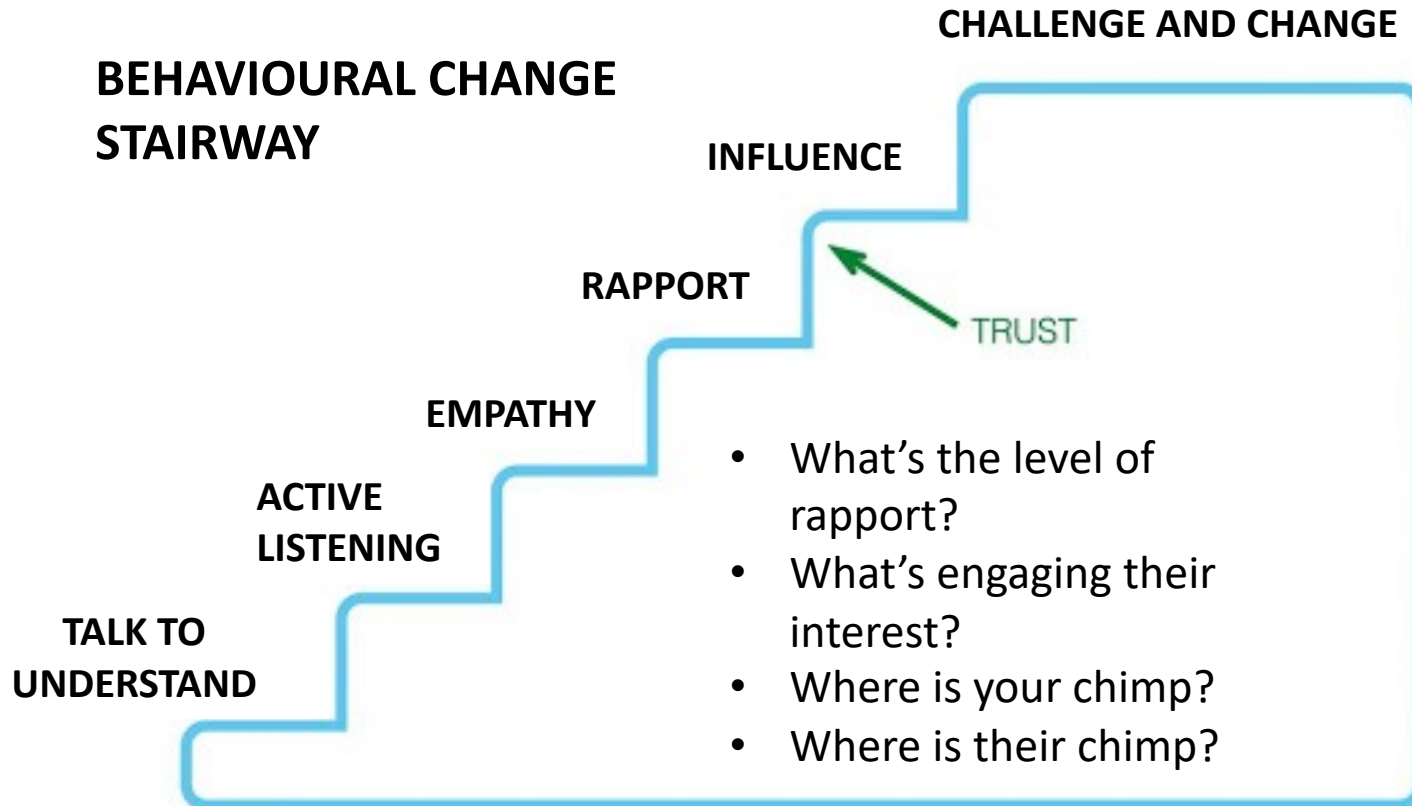 CHALLENGE AND CHANGE
BEHAVIOURAL CHANGE
STAIRWAY
INFLUENCE
RAPPORT
TRUST
EMPATHY
ACTIVE
LISTENING
TALK TO
UNDERSTAND
• What’s the level of
rapport?
• What’s engaging their
interest?
• Where is your chimp?
• Where is their chimp?